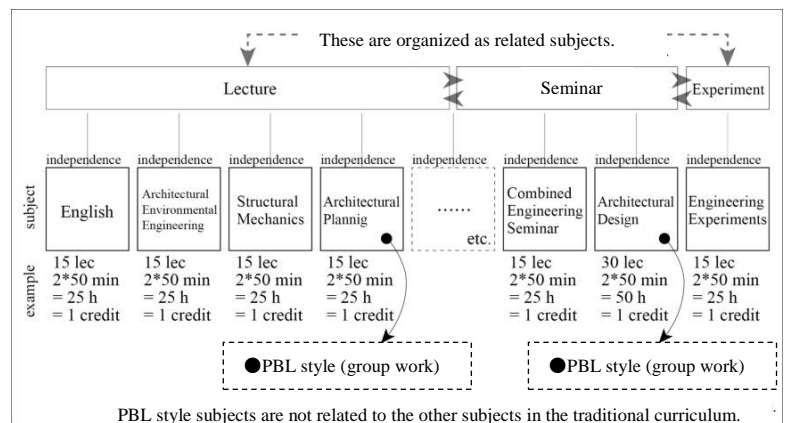 These are organized as related subjects.
Lecture
Seminar
Experiment
independence
independence
independence
independence
independence
independence
independence
independence
subject
English
Architectural
Environmental
Engineering
Structural
Mechanics
Architectural
Plannig
......
etc.
Combined
Engineering
Seminar
Architectural
Design
Engineering
Experiments
example
15 lec
2*50 min
= 25 h
= 1 credit
15 lec
2*50 min
= 25 h
= 1 credit
15 lec
2*50 min
= 25 h
= 1 credit
15 lec
2*50 min
= 25 h
= 1 credit
15 lec
2*50 min
= 25 h
= 1 credit
30 lec
2*50 min
= 50 h
= 1 credit
15 lec
2*50 min
= 25 h
= 1 credit
●PBL style (group work)
●PBL style (group work)
PBL style subjects are not related to the other subjects in the traditional curriculum.